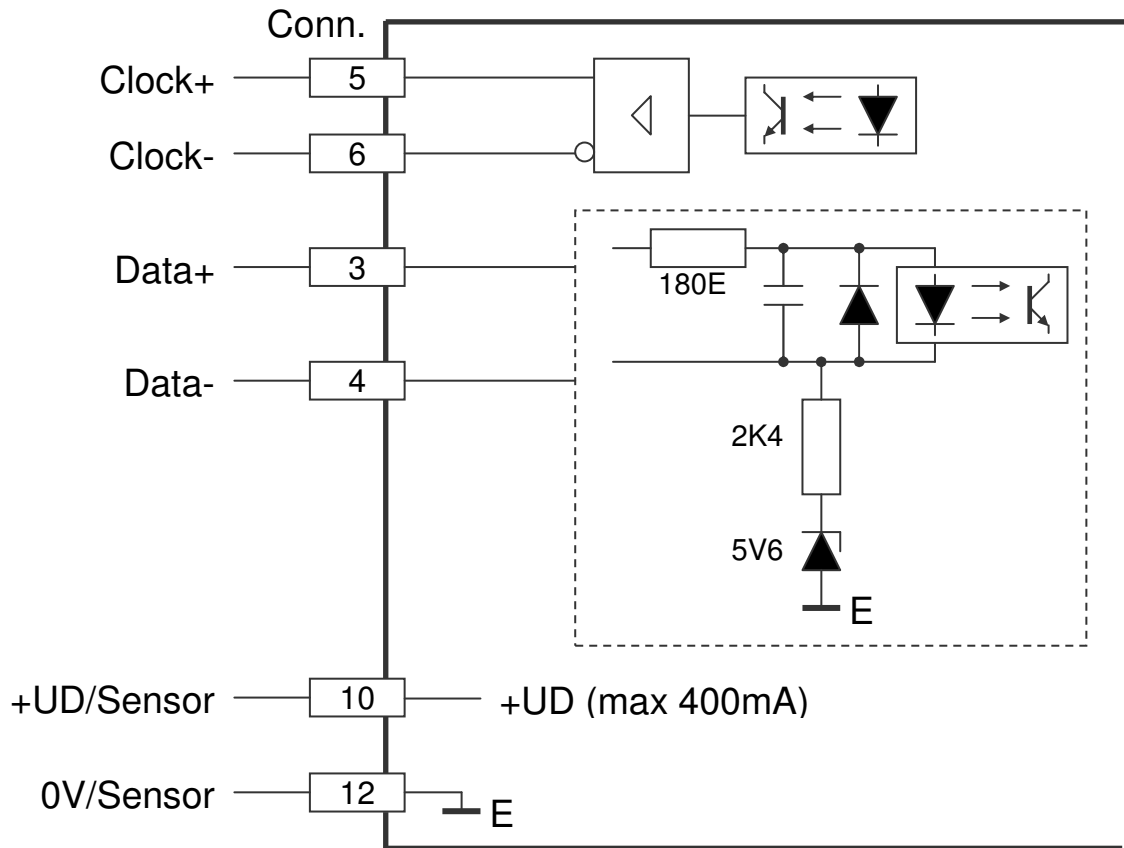 Conn.
Clock+ 5
Clock- 6
Data+ 3
180E
Data- 4
2K4
5V6
E
+UD/Sensor 10 +UD (max 400mA)
0V/Sensor 12 E